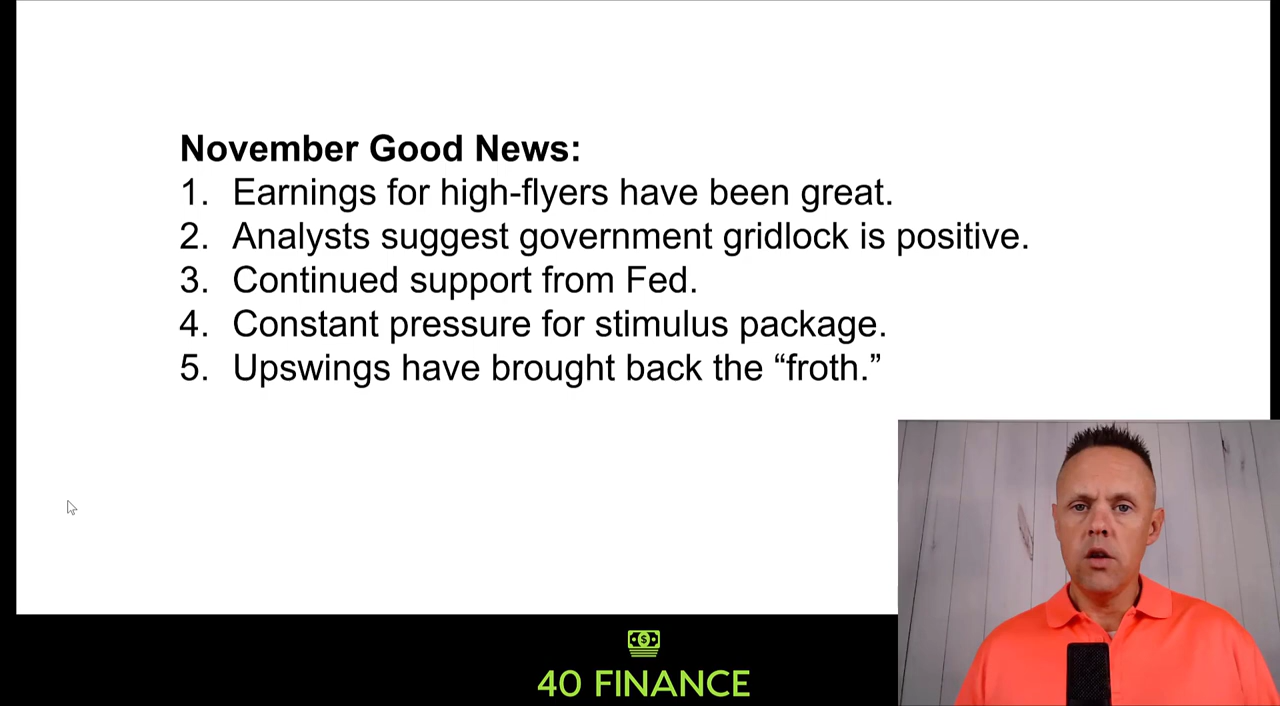 November Good News:
1. Earnings for high-flyers have been great.
2. Analysts suggest government gridlock is positive.
3. Continued support from Fed.
4. Constant pressure for stimulus package.
5. Upswings have brought back the “froth.”
40 FINANCE